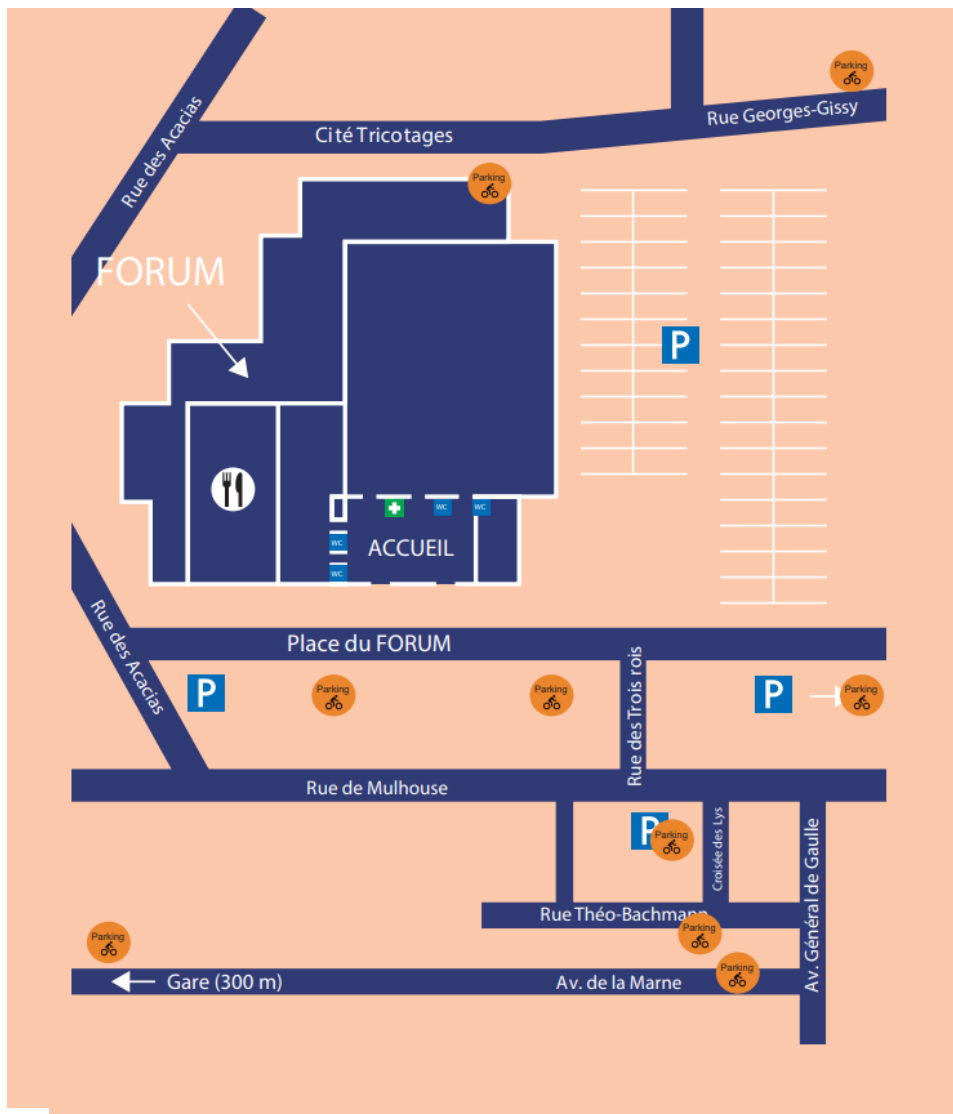 Parking
Rue Georges-Gissy
Rue des Acacias
Cité Tricotages
Parking
FORUM
P
WC
WC
WC
ACCUEIL
WC
Rue des Acacias
Place du FORUM
Rue des Trois rois
P
Parking
Parking
P
Parking
Rue de Mulhouse
P
Parking
Croisée des Lys
Av. Général de Gaulle
Rue Théo-Bachmann
Parking
Parking
Gare (300 m)
Av. de la Marne
Parking